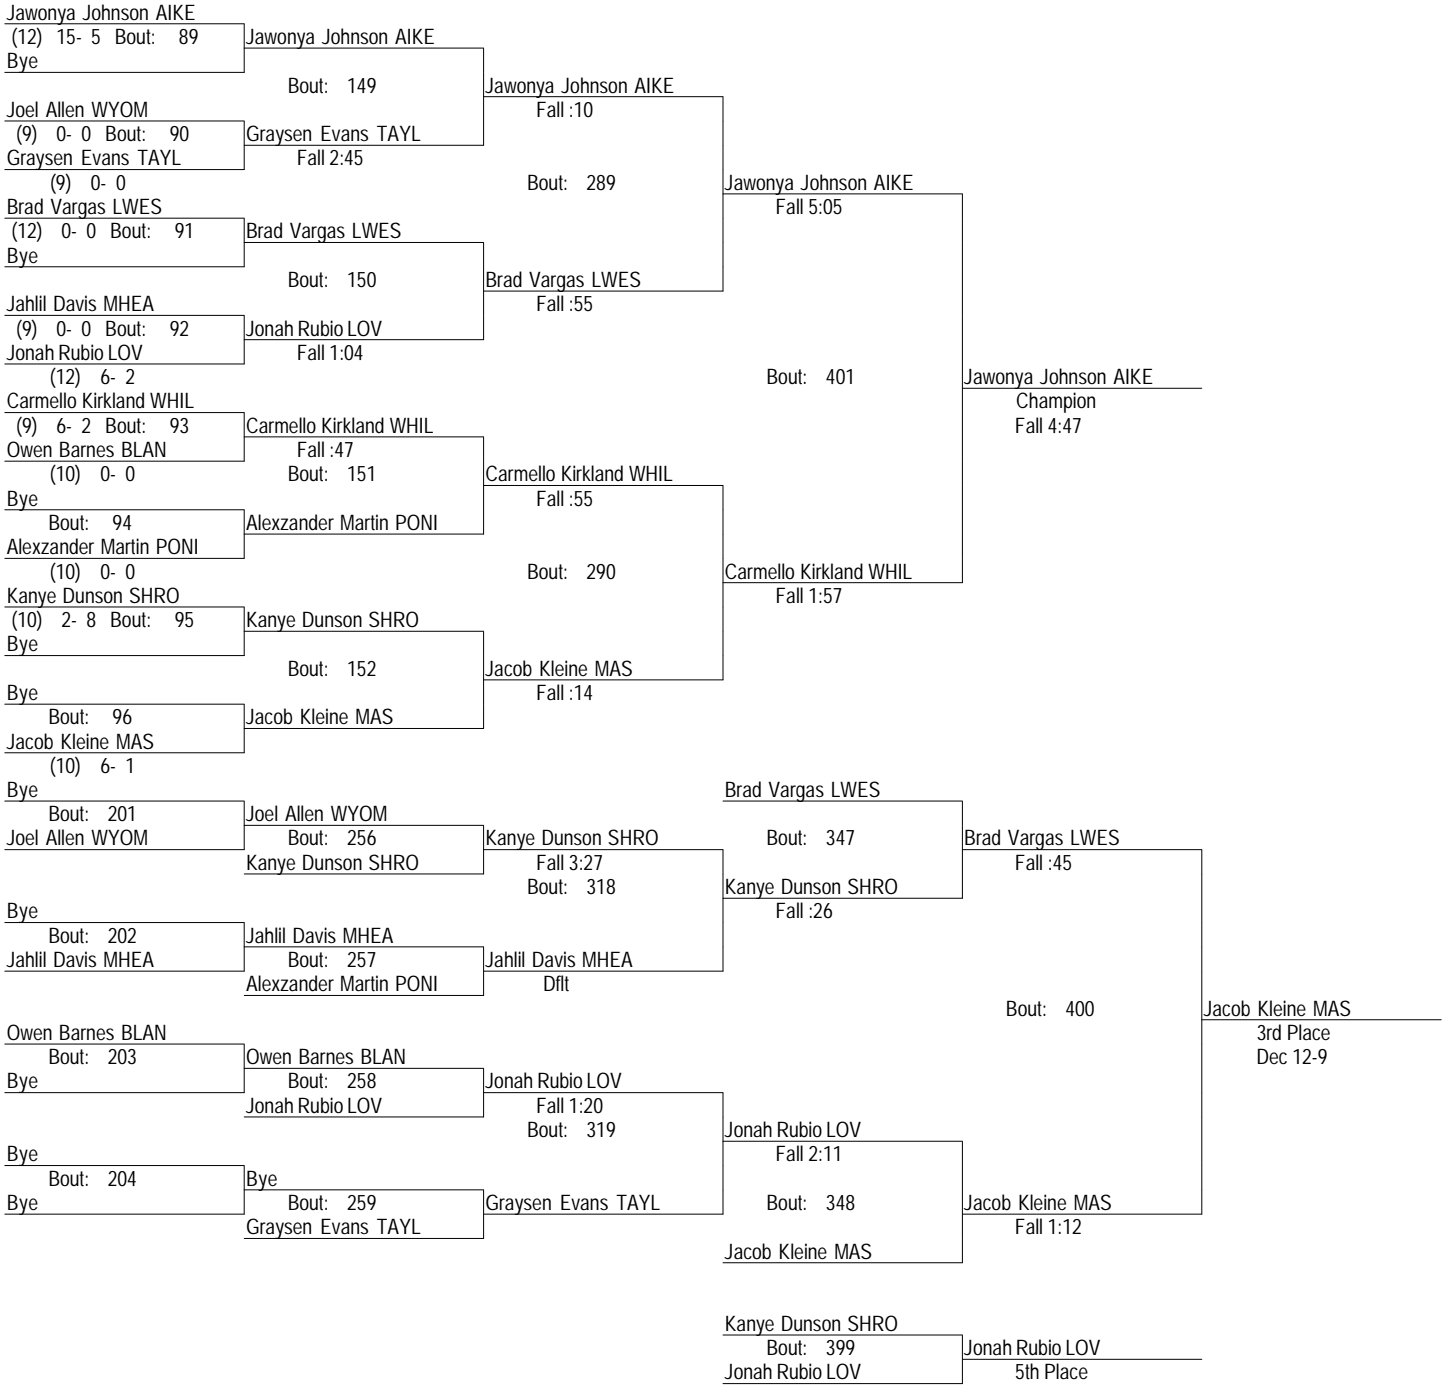 Jawonya Johnson AIKE
(12) 15- 5 Bout: 89
Jawonya Johnson AIKE
Bye
Bout: 149
Jawonya Johnson AIKE
Joel Allen WYOM
Fall :10
(9) 0- 0 Bout: 90
Graysen Evans TAYL
Graysen Evans TAYL
Fall 2:45
(9) 0- 0
Bout: 289
Jawonya Johnson AIKE
Brad Vargas LWES
Fall 5:05
(12) 0- 0 Bout: 91
Brad Vargas LWES
Bye
Bout: 150
Brad Vargas LWES
Jahlil Davis MHEA
Fall :55
(9) 0- 0 Bout: 92
Jonah Rubio LOV
Jonah Rubio LOV
Fall 1:04
(12) 6- 2
Bout: 401
Jawonya Johnson AIKE
Carmello Kirkland WHIL
Champion
(9) 6- 2 Bout: 93
Carmello Kirkland WHIL
Fall 4:47
Owen Barnes BLAN
Fall :47
(10) 0- 0
Bout: 151
Carmello Kirkland WHIL
Bye
Fall :55
Bout: 94
Alexzander Martin PONI
Alexzander Martin PONI
(10) 0- 0
Bout: 290
Carmello Kirkland WHIL
Kanye Dunson SHRO
Fall 1:57
(10) 2- 8 Bout: 95
Kanye Dunson SHRO
Bye
Bout: 152
Jacob Kleine MAS
Bye
Fall :14
Bout: 96
Jacob Kleine MAS
Jacob Kleine MAS
(10) 6- 1
Bye
Brad Vargas LWES
Bout: 201
Joel Allen WYOM
Joel Allen WYOM
Bout: 256
Kanye Dunson SHRO
Bout: 347
Brad Vargas LWES
Kanye Dunson SHRO
Fall 3:27
Fall :45
Bout: 318
Kanye Dunson SHRO
Bye
Fall :26
Bout: 202
Jahlil Davis MHEA
Jahlil Davis MHEA
Bout: 257
Jahlil Davis MHEA
Alexzander Martin PONI
Dflt
Bout: 400
Jacob Kleine MAS
Owen Barnes BLAN
3rd Place
Bout: 203
Owen Barnes BLAN
Dec 12-9
Bye
Bout: 258
Jonah Rubio LOV
Jonah Rubio LOV
Fall 1:20
Bout: 319
Jonah Rubio LOV
Bye
Fall 2:11
Bout: 204
Bye
Bye
Bout: 259
Graysen Evans TAYL
Bout: 348
Jacob Kleine MAS
Graysen Evans TAYL
Fall 1:12
Jacob Kleine MAS
Kanye Dunson SHRO
Bout: 399
Jonah Rubio LOV
Jonah Rubio LOV
5th Place